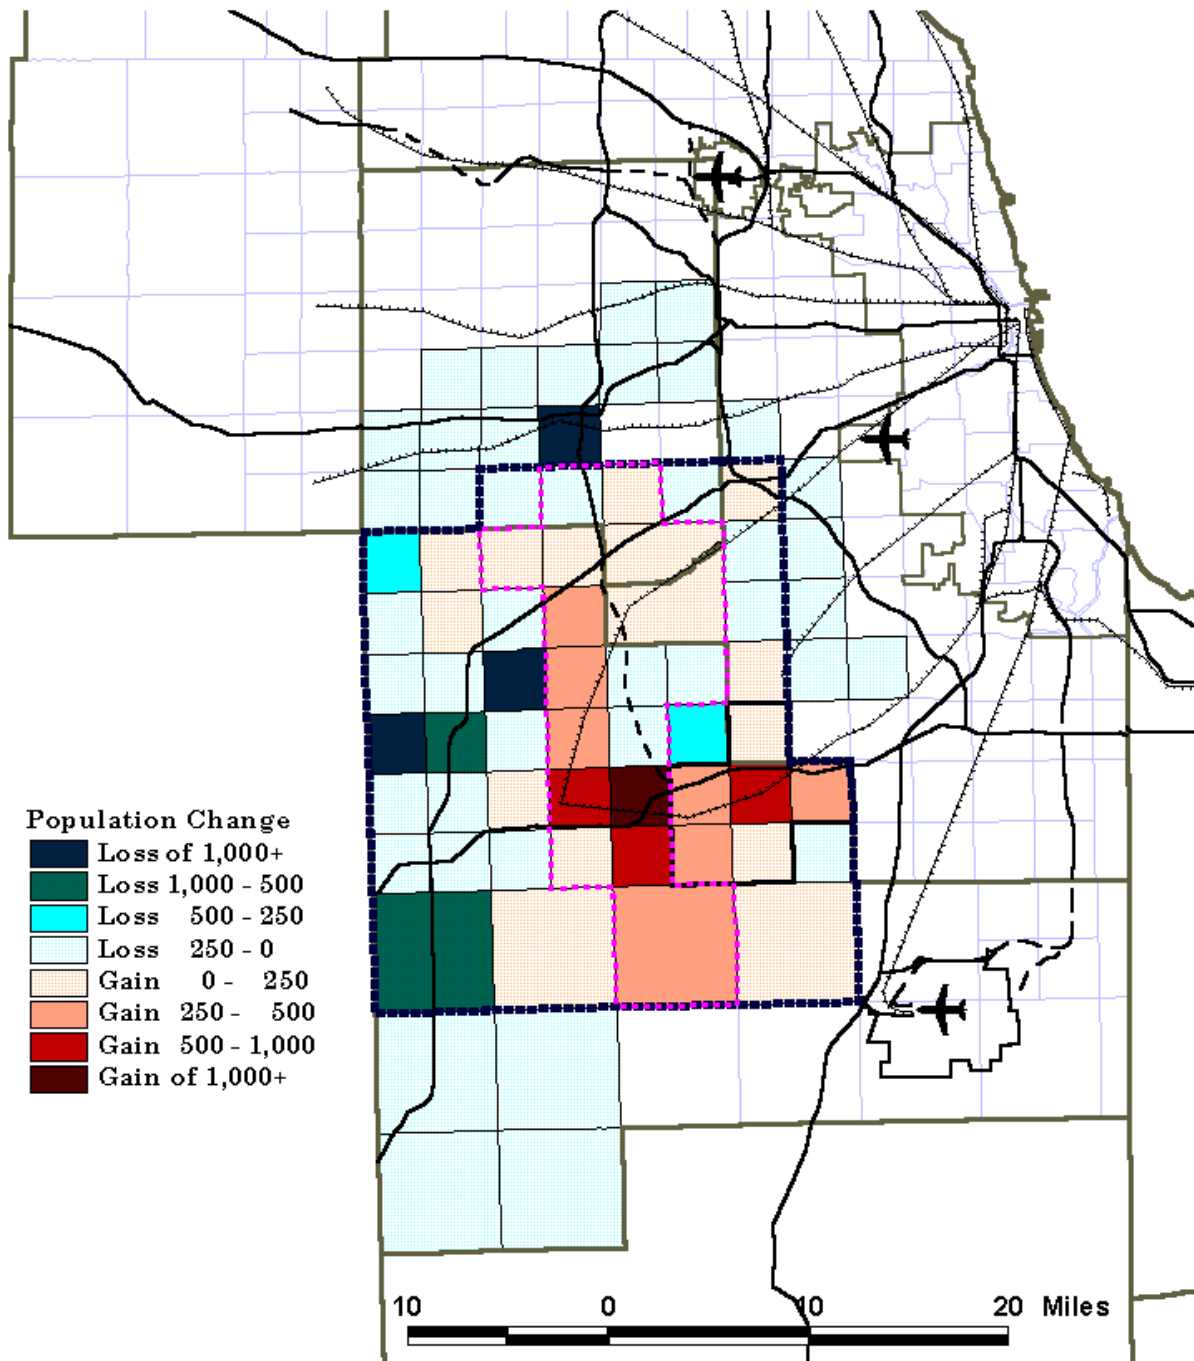 Population Change
Loss of 1,000+
Loss 1,000 - 500
Loss 500 - 250
Loss 250 - 0
Gain 0 - 250
Gain 250 - 500
Gain 500 - 1,000
Gain of 1,000+
10 0 10 20 Miles